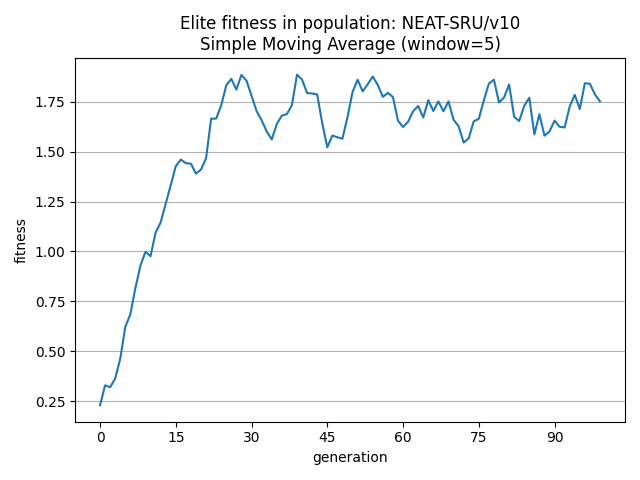 Elite fitness in population: NEAT-SRU/v10
Simple Moving Average (window=5)
fitness
1.75
1.50
1.25
1.00
0.75
0.50
0.25
0 15 30 45 60 75 90
generation